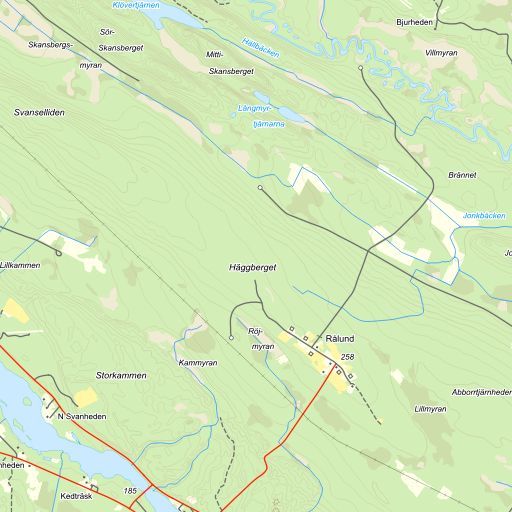 Klövertjärnen
Bjurheden
Sör-
Skansberget
Skansbergs-
myran
Hällbäcken
Mitti-
Skansberget
Villmyran
Svanselliden
Långmyr-
tjärnarna
Brännet
Jonkbäcken
Lillkammen
Häggberget
Röj-
myran
Rålund
258
Kammyran
Storkammen
Abborrtjärnheden
Lillmyran
N Svanheden
nheden
Kedträsk
185